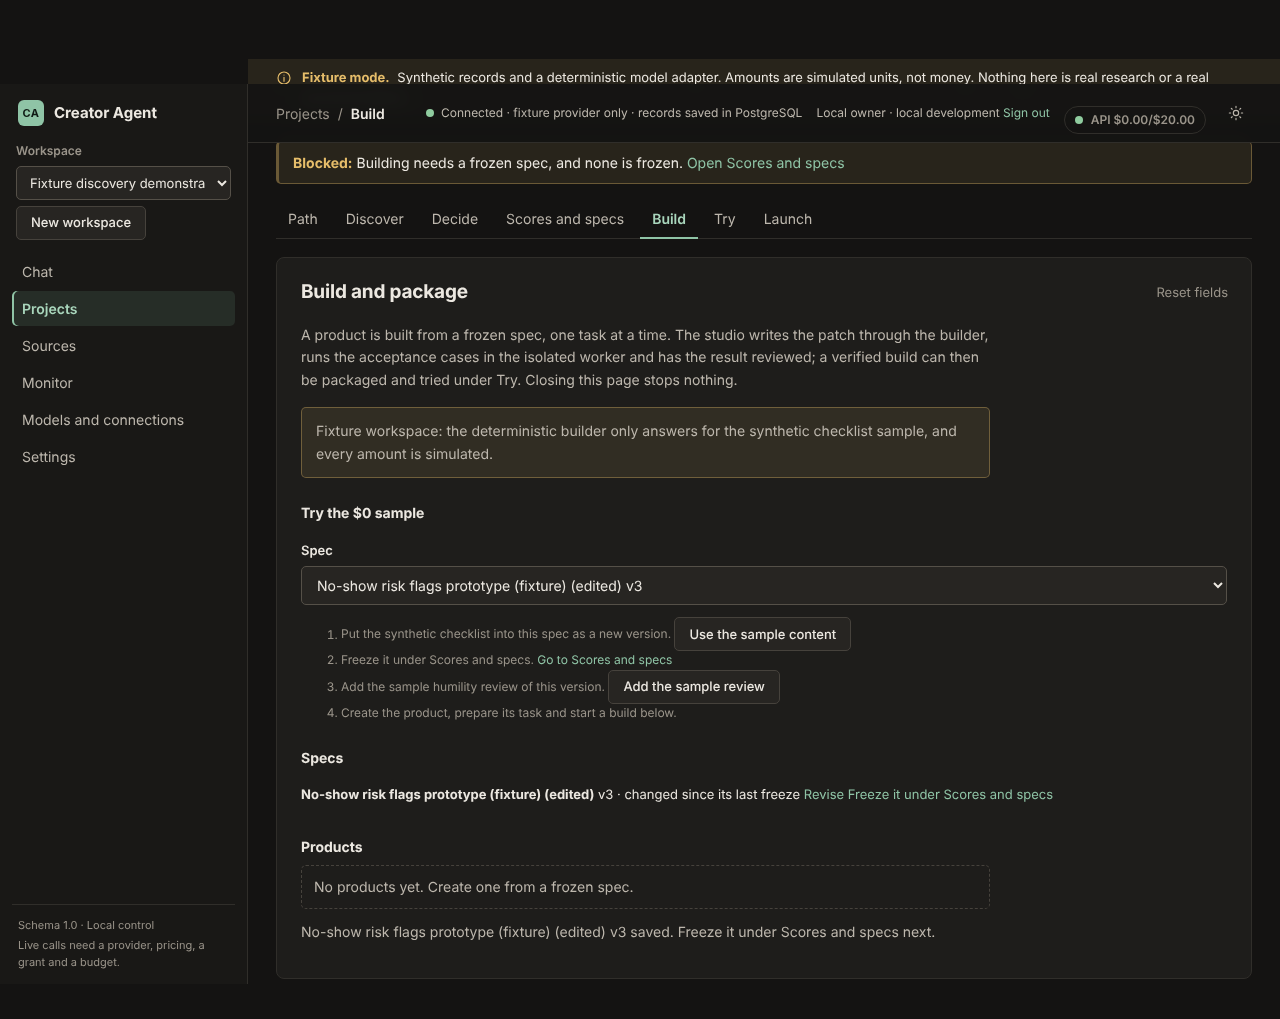 Fixture mode. Synthetic records and a deterministic model adapter. Amounts are simulated units, not money. Nothing here is real research or a real
CA Creator Agent
Workspace
Fixture discovery demonstra
New workspace
Chat
Projects
Sources
Monitor
Models and connections
Settings
Schema 1.0 · Local control
Live calls need a provider, pricing, a
grant and a budget.
Projects / Build
Connected · fixture provider only · records saved in PostgreSQL
Local owner · local development Sign out
API $0.00/$20.00
Blocked: Building needs a frozen spec, and none is frozen. Open Scores and specs
Path Discover Decide Scores and specs Build Try Launch
Build and package
Reset fields
A product is built from a frozen spec, one task at a time. The studio writes the patch through the builder,
runs the acceptance cases in the isolated worker and has the result reviewed; a verified build can then
be packaged and tried under Try. Closing this page stops nothing.
Fixture workspace: the deterministic builder only answers for the synthetic checklist sample, and
every amount is simulated.
Try the $0 sample
Spec
No-show risk flags prototype (fixture) (edited) v3
1. Put the synthetic checklist into this spec as a new version. Use the sample content
2. Freeze it under Scores and specs. Go to Scores and specs
3. Add the sample humility review of this version. Add the sample review
4. Create the product, prepare its task and start a build below.
Specs
No-show risk flags prototype (fixture) (edited) v3 · changed since its last freeze Revise Freeze it under Scores and specs
Products
No products yet. Create one from a frozen spec.
No-show risk flags prototype (fixture) (edited) v3 saved. Freeze it under Scores and specs next.